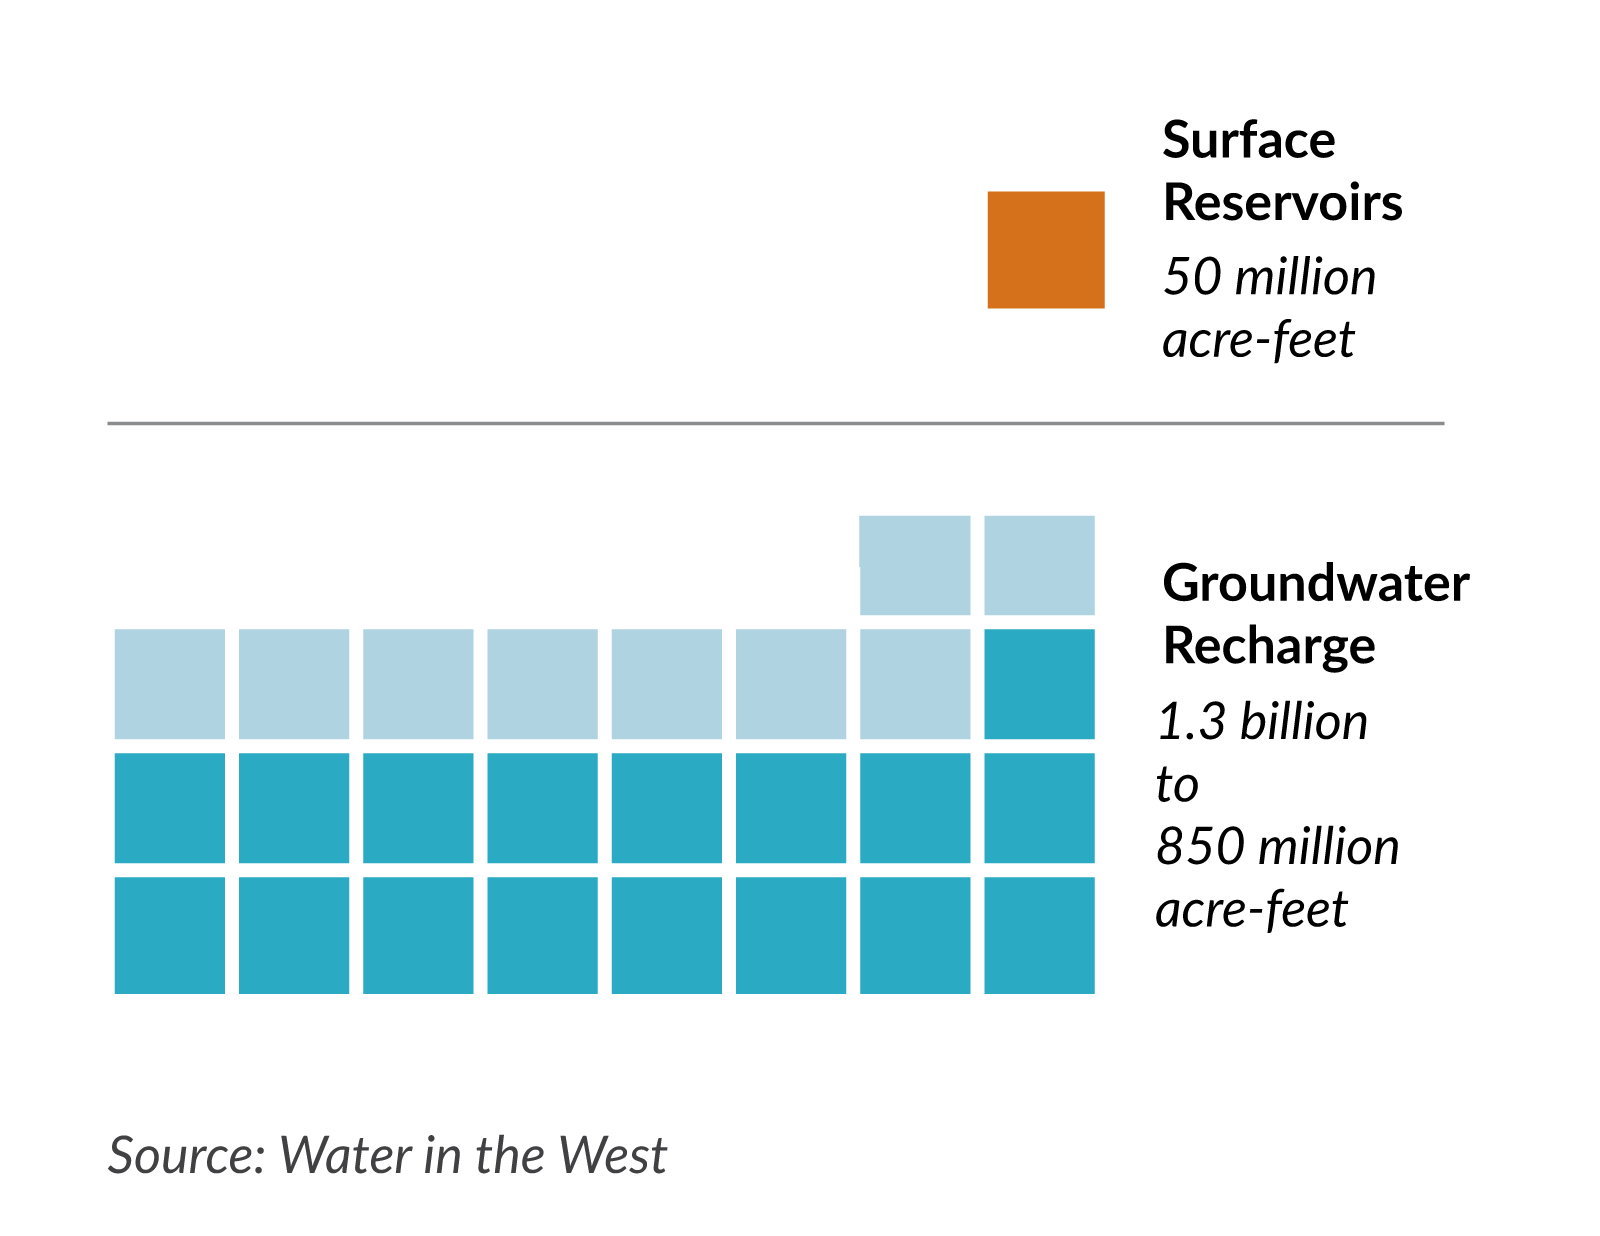 Surface
Reservoirs
50 million
acre-feet
Groundwater
Recharge
1.3 billion
to
850 million
acre-feet
Source: Water in the West